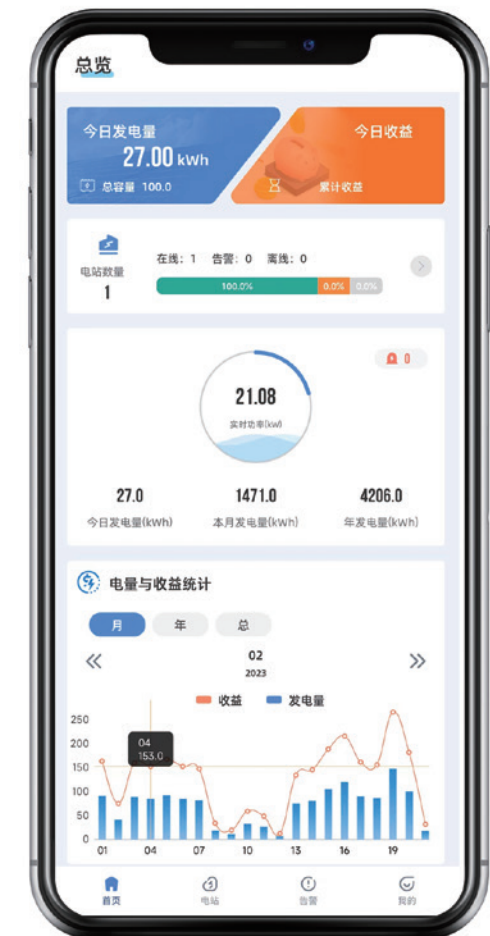 总览
今日发电量
27.00 kWh
总容量 100.0
今日收益
累计收益
电站数量
1
在线: 1 告警: 0 离线: 0
100.0% 0.0% 0.0%
0
21.08
实时功率(kw)
27.0 1471.0 4206.0
今日发电量(kWh) 本月发电量(kWh) 年发电量(kWh)
电量与收益统计
月 年 总
02
2023
收益 发电量
250
200
150
100
50
0
04
153.0
01 04 07 10 13 16 19
首页 电站 告警 我的